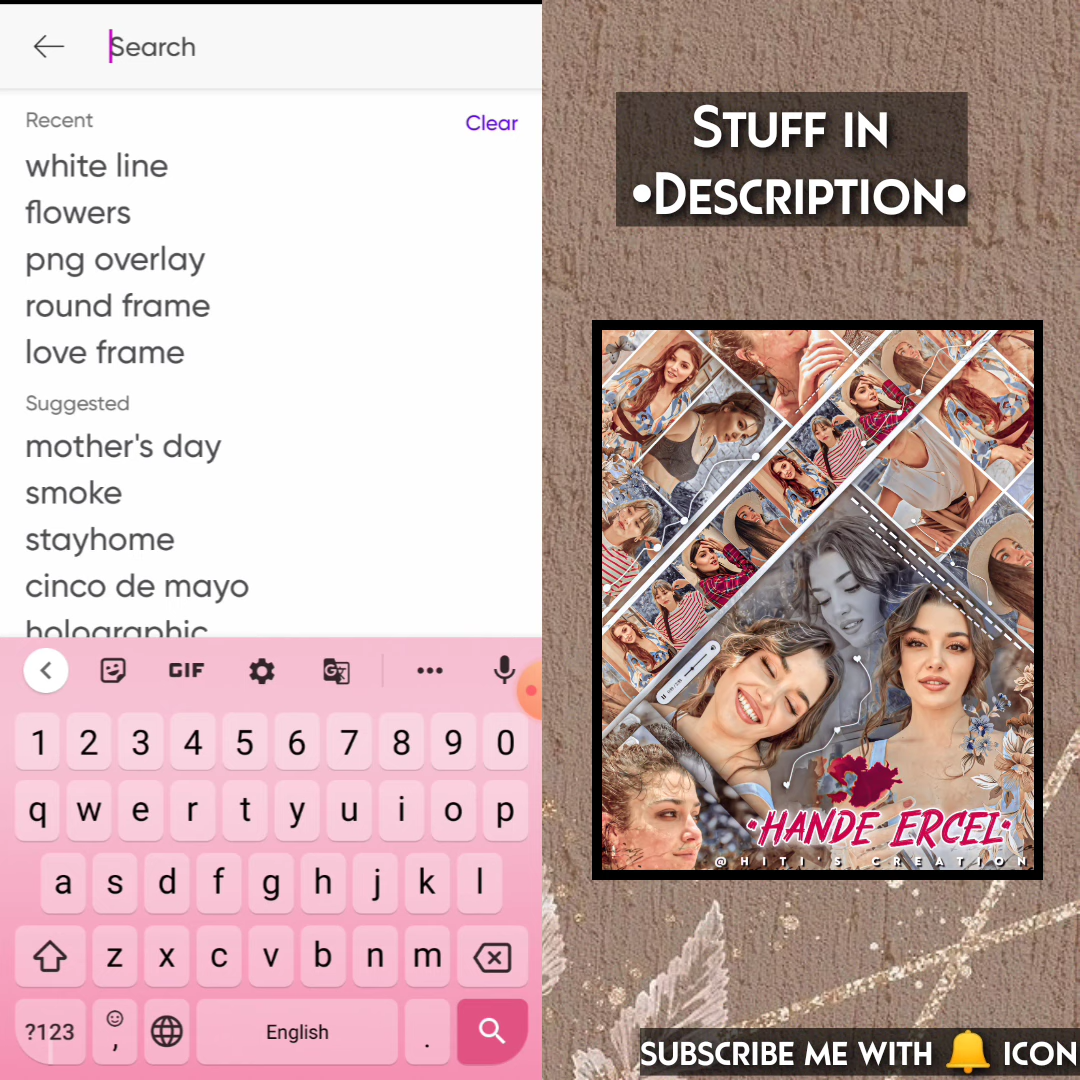 Search
Recent
Clear
white line
flowers
png overlay
round frame
love frame
Suggested
mother's day
smoke
stayhome
cinco de mayo
holographic
GIF
1 2 3 4 5 6 7 8 9 0
q w e r t y u i o p
a s d f g h j k l
z x c v b n m
?123 , English .
STUFF IN
•DESCRIPTION•
•HANDE ERCEL•
@HITI'S CREATION
SUBSCRIBE ME WITH 🔔 ICON